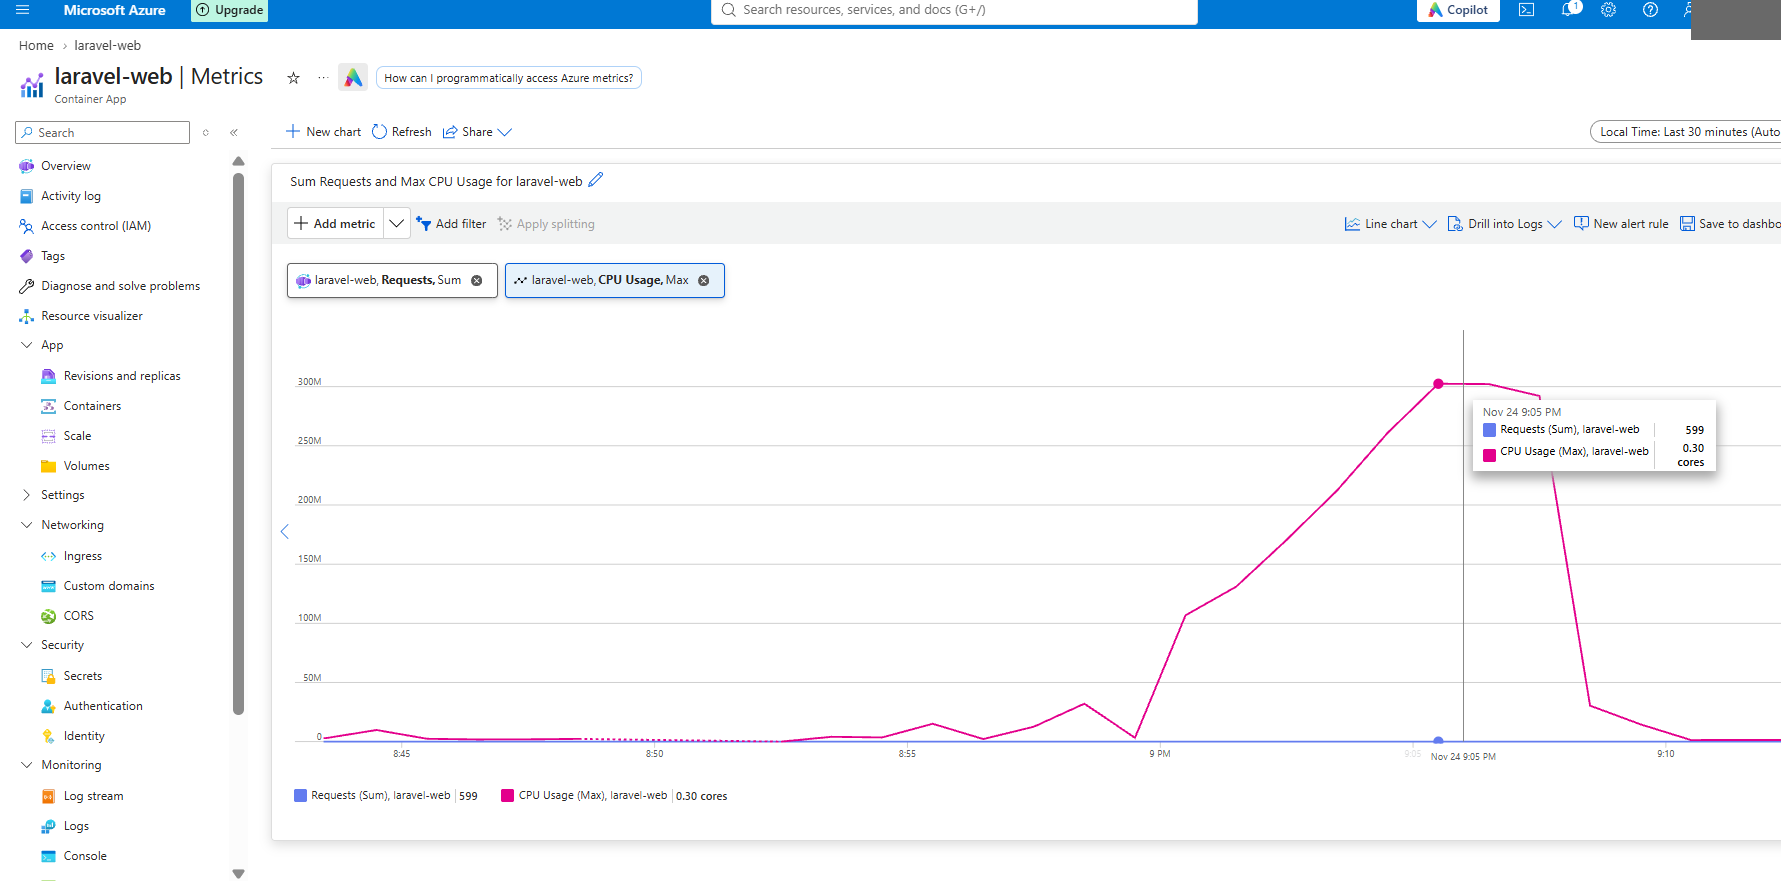 Microsoft Azure
Upgrade
Search resources, services, and docs (G+/)
Copilot
1
Home > laravel-web
laravel-web | Metrics
How can I programmatically access Azure metrics?
Container App
Search
New chart
Refresh
Share
Local Time: Last 30 minutes (Auto
Overview
Activity log
Access control (IAM)
Tags
Diagnose and solve problems
Resource visualizer
App
Revisions and replicas
Containers
Scale
Volumes
Settings
Networking
Ingress
Custom domains
CORS
Security
Secrets
Authentication
Identity
Monitoring
Log stream
Logs
Console
Sum Requests and Max CPU Usage for laravel-web
Add metric
Add filter
Apply splitting
Line chart
Drill into Logs
New alert rule
Save to dashbo
laravel-web, Requests, Sum
laravel-web, CPU Usage, Max
300M
250M
200M
150M
100M
50M
0
Nov 24 9:05 PM
Requests (Sum), laravel-web 599
CPU Usage (Max), laravel-web 0.30 cores
8:45
8:50
8:55
9 PM
9:05
Nov 24 9:05 PM
9:10
Requests (Sum), laravel-web 599
CPU Usage (Max), laravel-web 0.30 cores